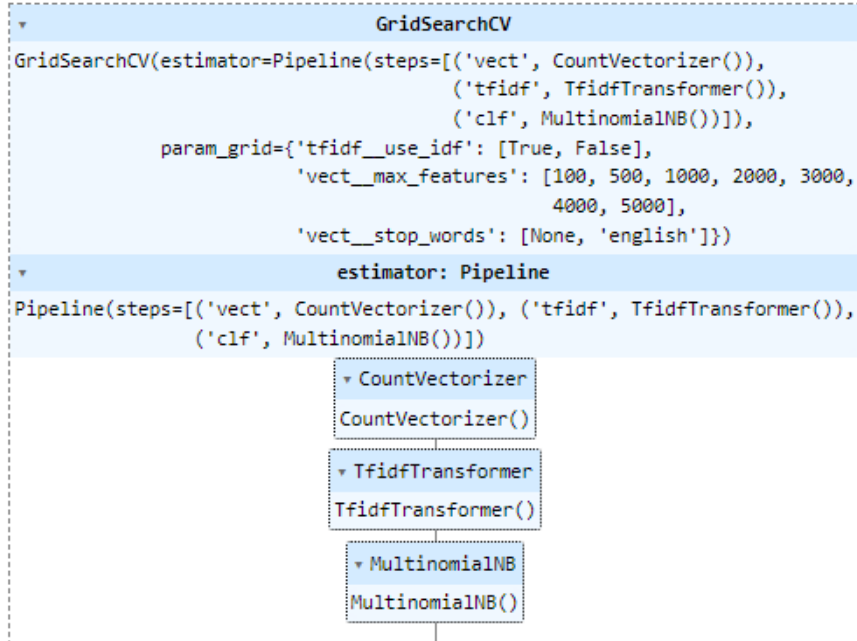 GridSearchCV
GridSearchCV(estimator=Pipeline(steps=[('vect', CountVectorizer()),
('tfidf', TfidfTransformer()),
('clf', MultinomialNB())]),
param_grid={'tfidf__use_idf': [True, False],
'vect__max_features': [100, 500, 1000, 2000, 3000,
4000, 5000],
'vect__stop_words': [None, 'english']})
estimator: Pipeline
Pipeline(steps=[('vect', CountVectorizer()), ('tfidf', TfidfTransformer()),
('clf', MultinomialNB())])
CountVectorizer
CountVectorizer()
TfidfTransformer
TfidfTransformer()
MultinomialNB
MultinomialNB()